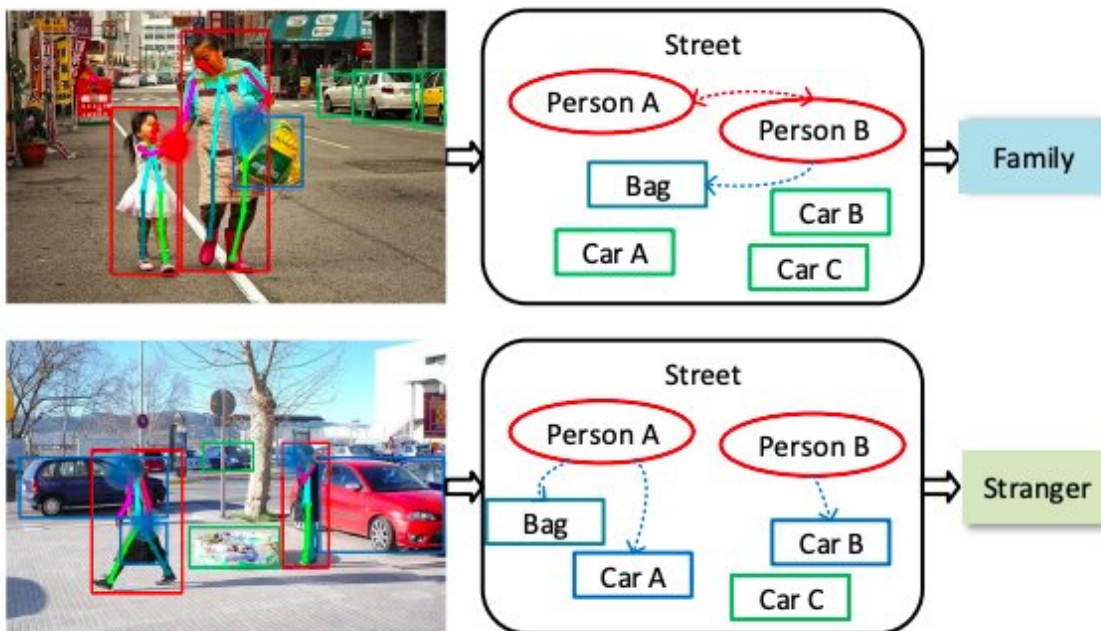 Street
Person A
Person B
Bag
Car B
Car A
Car C
Family
Street
Person A
Person B
Bag
Car B
Car A
Car C
Stranger